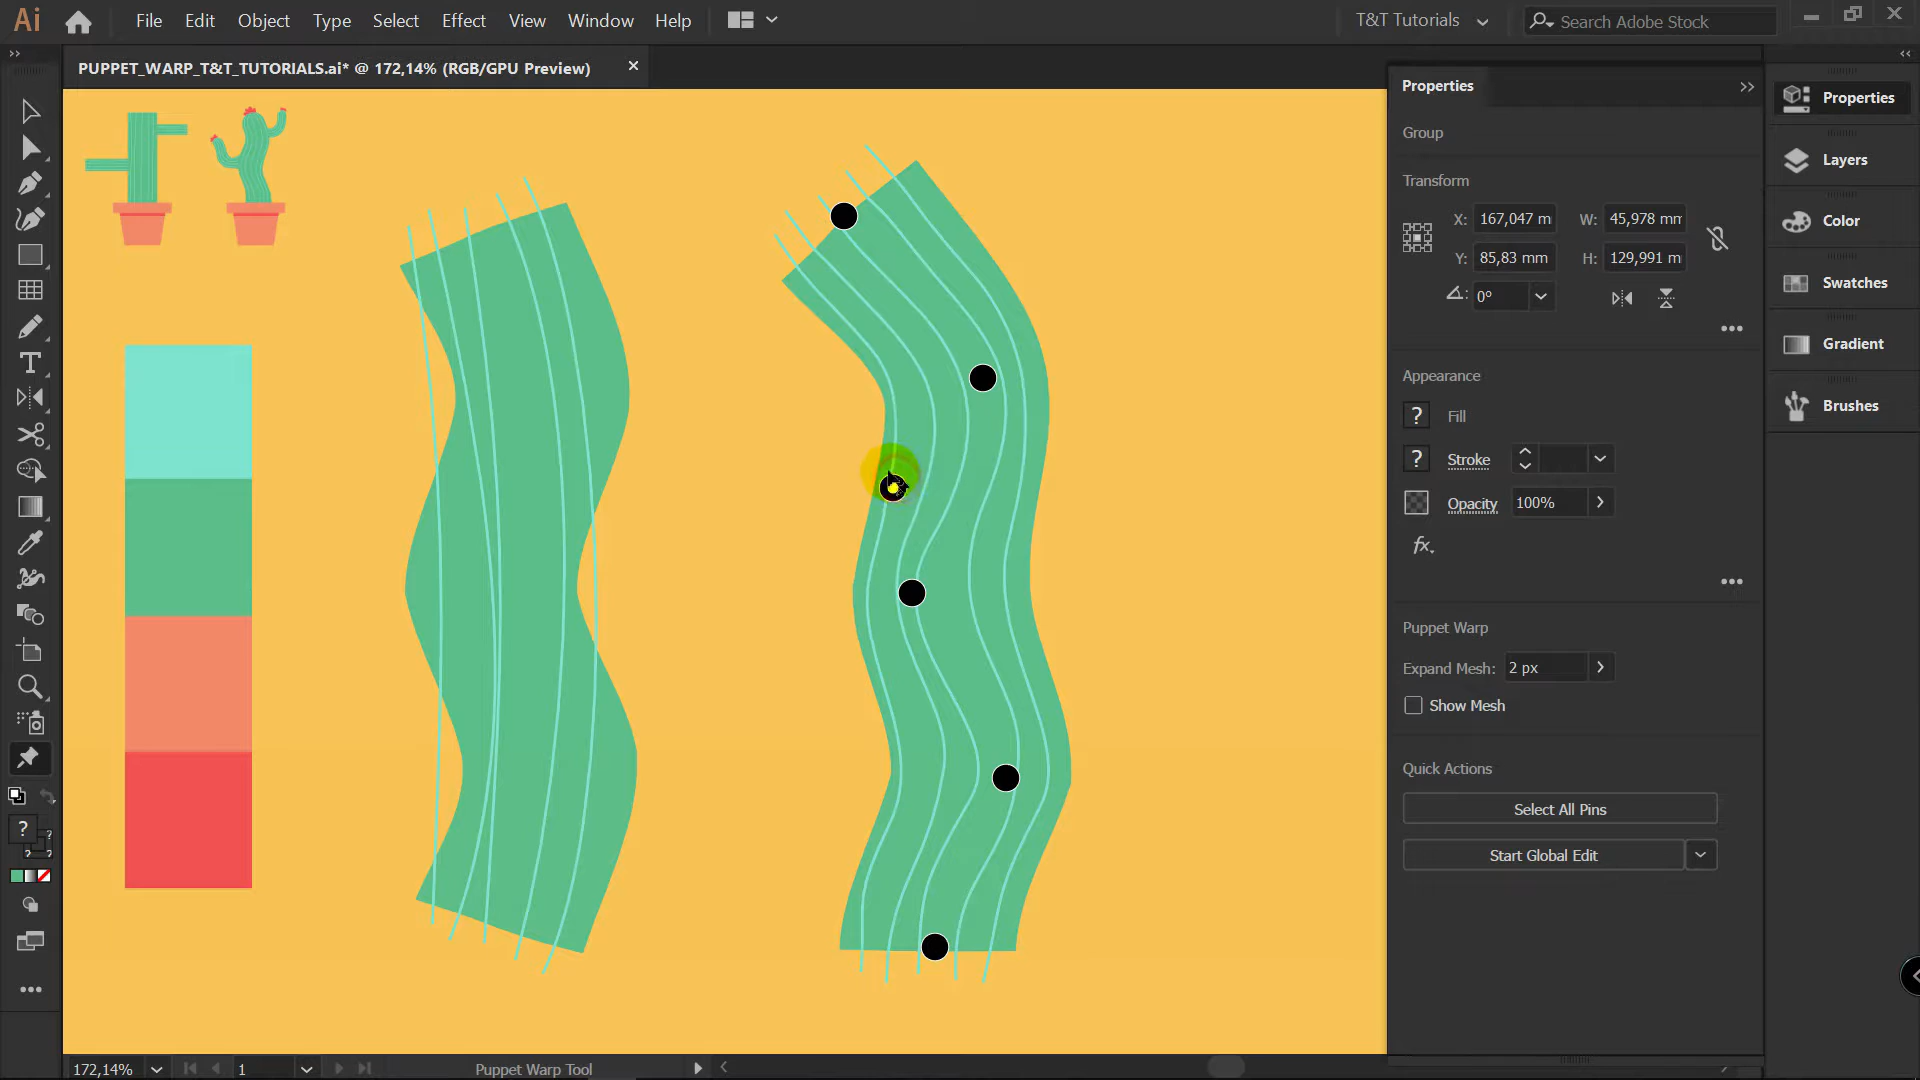 Ai File Edit Object Type Select Effect View Window Help T&T Tutorials Search Adobe Stock
PUPPET_WARP_T&T_TUTORIALS.ai* @ 172,14% (RGB/GPU Preview)
Properties
Group
Transform
X: 167,047 m W: 45,978 mm
Y: 85,83 mm H: 129,991 m
0°
Appearance
? Fill
? Stroke
Opacity 100%
fx.
Puppet Warp
Expand Mesh: 2 px
Show Mesh
Quick Actions
Select All Pins
Start Global Edit
Properties
Layers
Color
Swatches
Gradient
Brushes
T
?
?
?
?
172,14% 1 Puppet Warp Tool